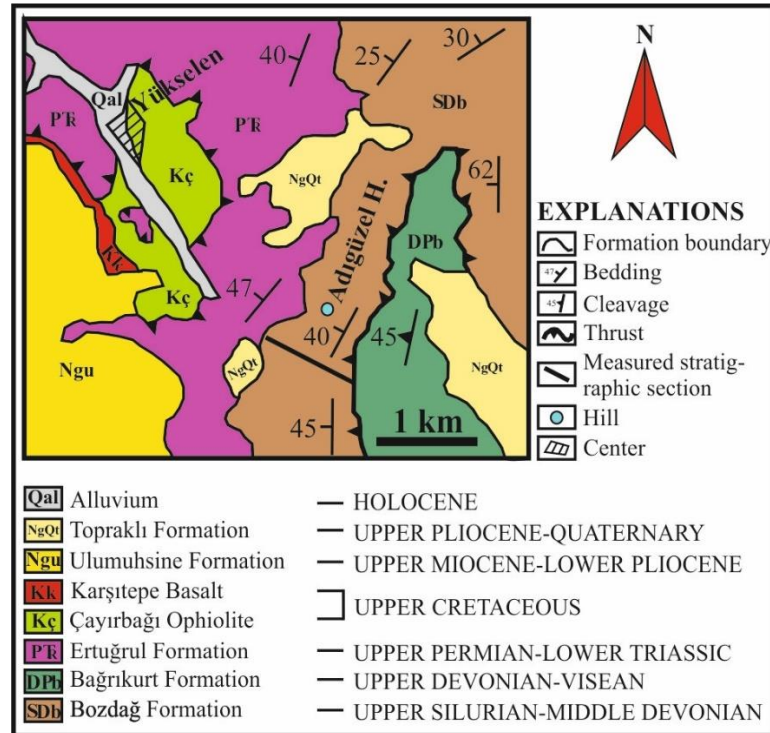 N
30
25
40
SDb
Qal
Yükselen
PTR
PTR
NgQt
62
Kç
Adıgüzel H.
DPb
Kk
Kç
47
Ngu
40
45
NgQt
NgQt
45
1 km
EXPLANATIONS
Formation boundary
47 Bedding
45 Cleavage
Thrust
Measured stratig-
raphic section
Hill
Center
Qal Alluvium — HOLOCENE
NgQt Topraklı Formation — UPPER PLIOCENE-QUATERNARY
Ngu Ulumuhsine Formation — UPPER MIOCENE-LOWER PLIOCENE
Kk Karşıtepe Basalt
UPPER CRETACEOUS
Kç Çayırbağı Ophiolite
PTR Ertuğrul Formation — UPPER PERMIAN-LOWER TRIASSIC
DPb Bağrıkurt Formation — UPPER DEVONIAN-VISEAN
SDb Bozdağ Formation — UPPER SILURIAN-MIDDLE DEVONIAN